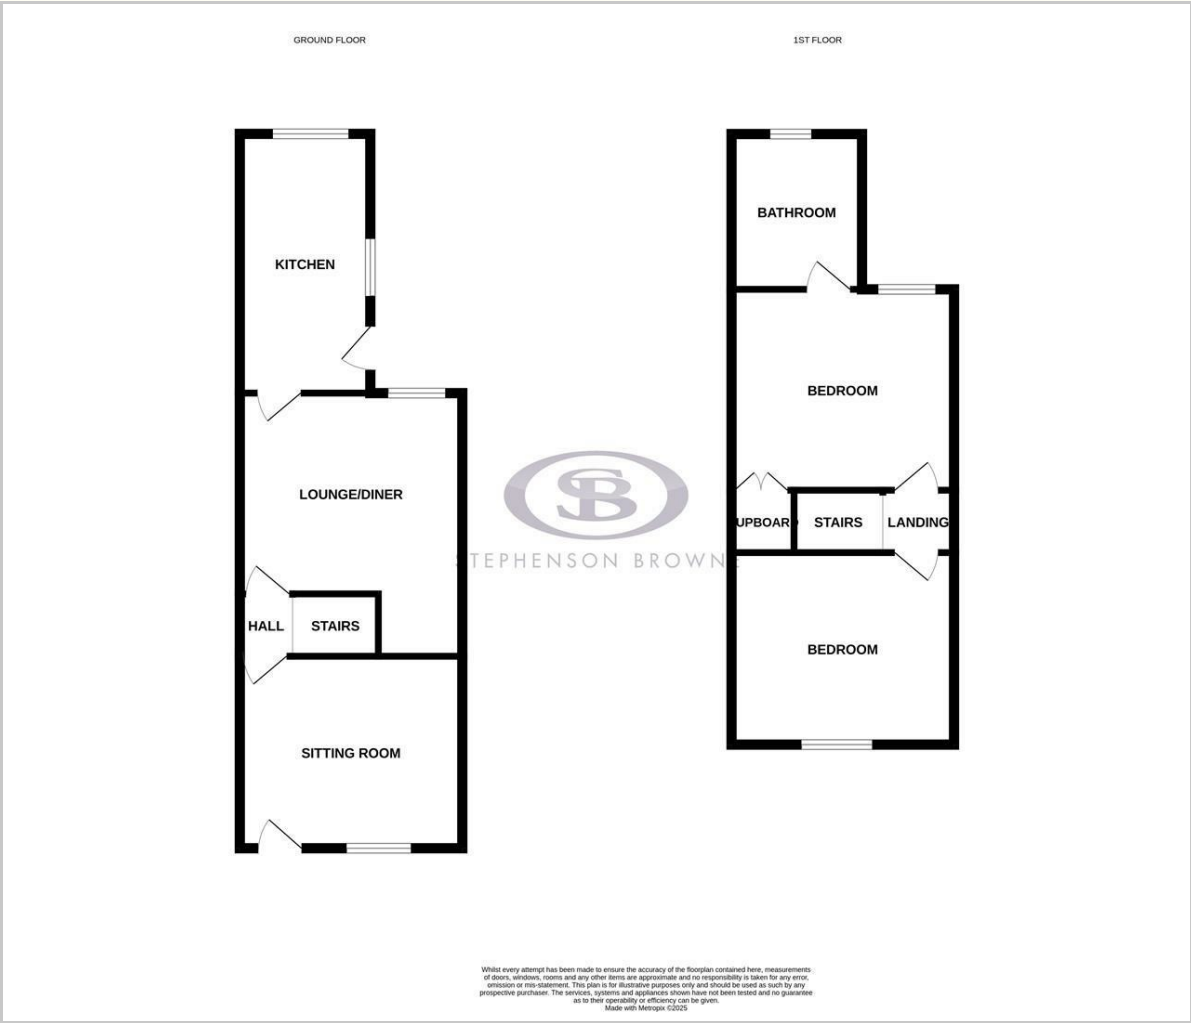 GROUND FLOOR
1ST FLOOR
KITCHEN
LOUNGE/DINER
HALL
STAIRS
SITTING ROOM
BATHROOM
BEDROOM
UPBOARD
STAIRS
LANDING
BEDROOM
SB
STEPHENSON BROWNE
Whilst every attempt has been made to ensure the accuracy of the floorplan contained here, measurements
of doors, windows, rooms and any other items are approximate and no responsibility is taken for any error,
omission or mis-statement. This plan is for illustrative purposes only and should be used as such by any
prospective purchaser. The services, systems and appliances shown have not been tested and no guarantee
as to their operability or efficiency can be given.
Made with Metropix ©2025